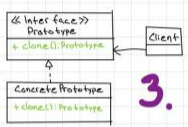 << Interface>>
Prototype
+ clone(): Prototype
Client
Concrete Prototype
+ clone(): Prototype
3.